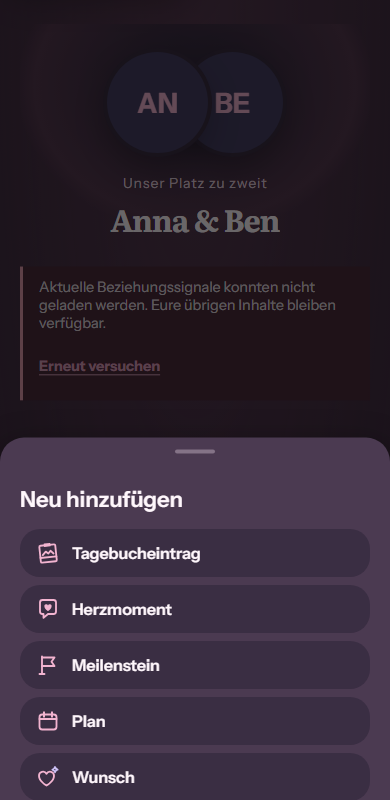 AN BE
Unser Platz zu zweit
Anna & Ben
Aktuelle Beziehungssignale konnten nicht
geladen werden. Eure übrigen Inhalte bleiben
verfügbar.
Erneut versuchen
Neu hinzufügen
Tagebucheintrag
Herzmoment
Meilenstein
Plan
Wunsch